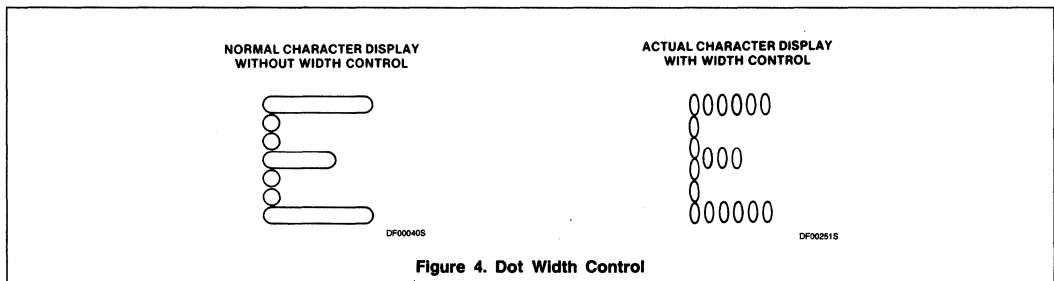 NORMAL CHARACTER DISPLAY
WITHOUT WIDTH CONTROL
DF00040S
ACTUAL CHARACTER DISPLAY
WITH WIDTH CONTROL
DF00251S
Figure 4. Dot Width Control